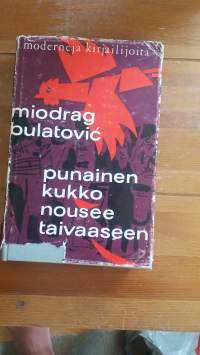 moderneja kirjailijoita
miodrag
bulatović
punainen
kukko
nousee
taivaaseen